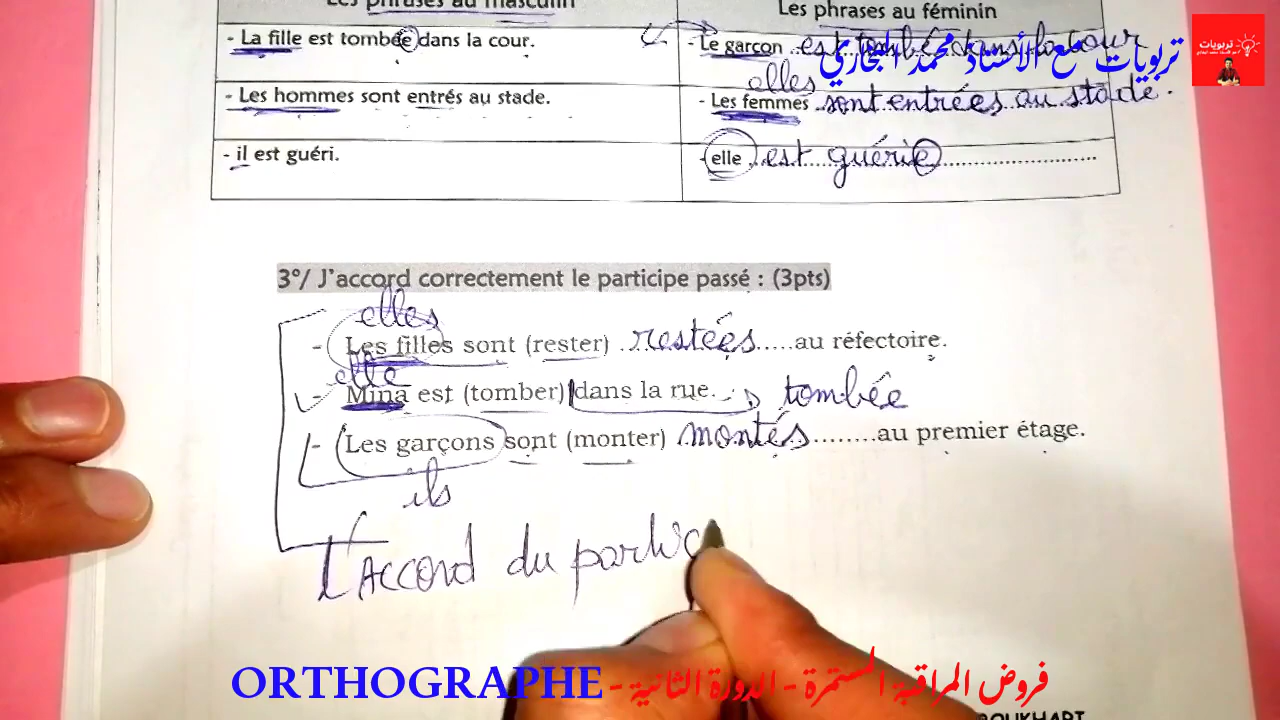 Les phrases au masculin
Les phrases au féminin
- La fille est tombée dans la cour.
- Le garçon est tombé dans la cour
تربويات مع الأستاذ محمد البخاري
تربويات
elles
- Les hommes sont entrés au stade.
- Les femmes sont entrées au stade.
- il est guéri.
- elle est guérie
3°/ J'accord correctement le participe passé : (3pts)
elles
- Les filles sont (rester) restées au réfectoire.
elle
- Mina est (tomber) dans la rue. tombée
- Les garçons sont (monter) montés au premier étage.
ils
L'Accord du partic
ORTHOGRAPHE - فروض المراقبة المستمرة - الدورة الثانية